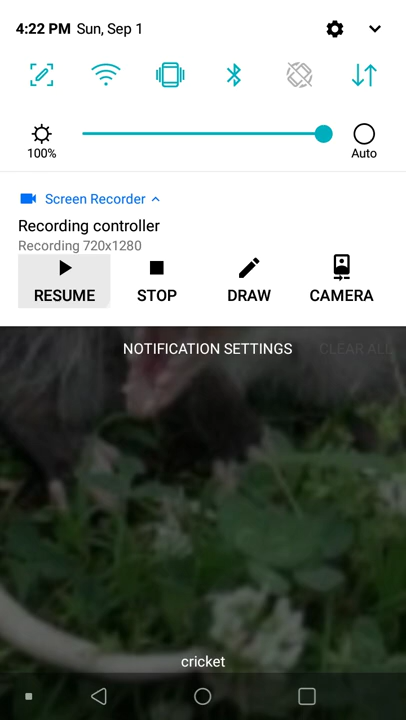 4:22 PM Sun, Sep 1
100%
Auto
Screen Recorder
Recording controller
Recording 720x1280
RESUME STOP DRAW CAMERA
NOTIFICATION SETTINGS CLEAR ALL
cricket